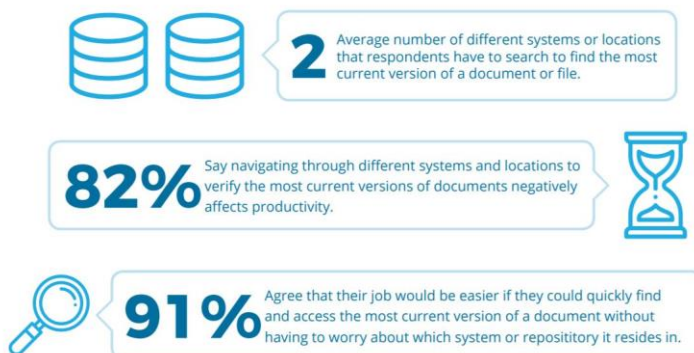 2
Average number of different systems or locations
that respondents have to search to find the most
current version of a document or file.
82%
Say navigating through different systems and locations to
verify the most current versions of documents negatively
affects productivity.
91%
Agree that their job would be easier if they could quickly find
and access the most current version of a document without
having to worry about which system or reposititory it resides in.